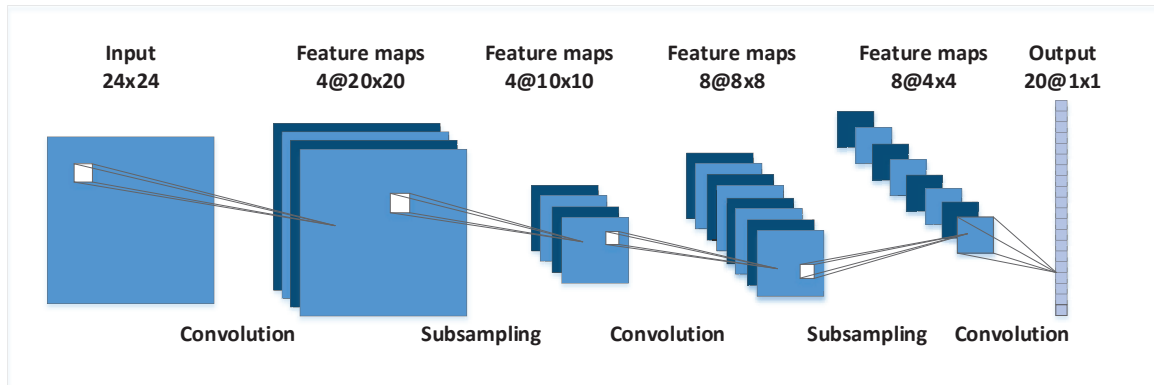 Input
24x24
Feature maps
4@20x20
Feature maps
4@10x10
Feature maps
8@8x8
Feature maps
8@4x4
Output
20@1x1
Convolution
Subsampling
Convolution
Subsampling
Convolution